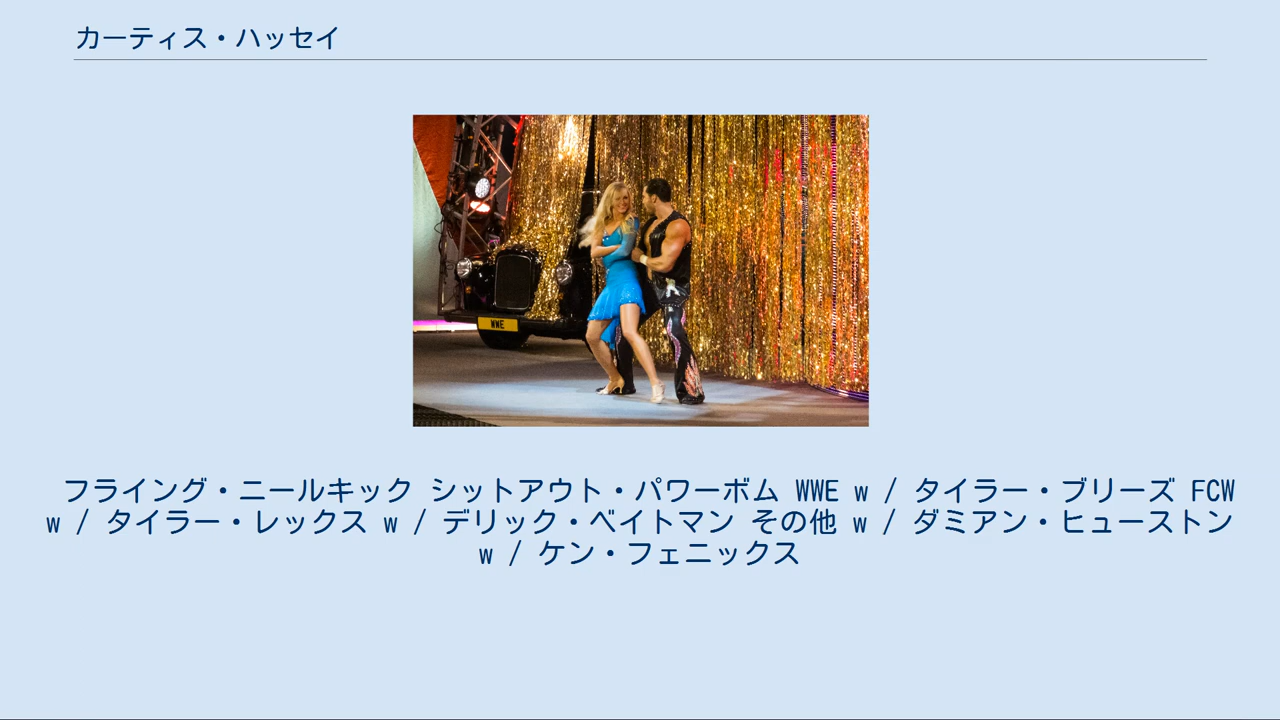 カーティス・ハッセイ
WWE
フライング・ニールキック シットアウト・パワーボム WWE w / タイラー・ブリーズ FCW
w / タイラー・レックス w / デリック・ベイトマン その他 w / ダミアン・ヒューストン
w / ケン・フェニックス